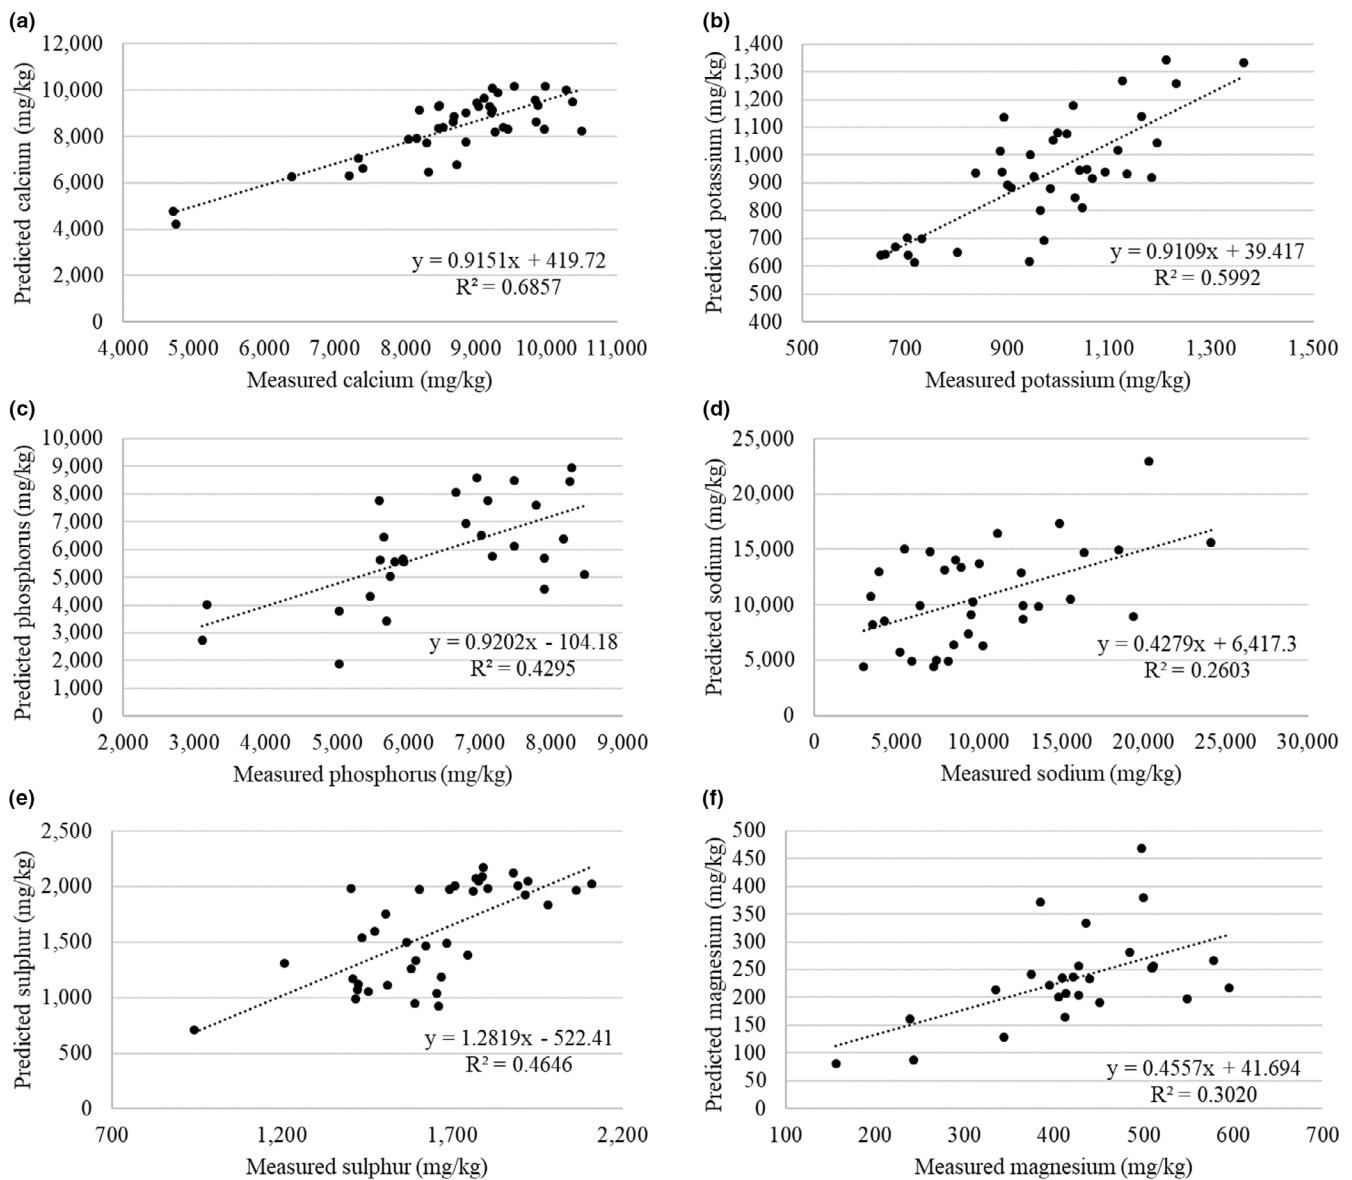 (a)
Predicted calcium (mg/kg)
12,000
10,000
8,000
6,000
4,000
2,000
0
y = 0.9151x + 419.72
R² = 0.6857
4,000 5,000 6,000 7,000 8,000 9,000 10,000 11,000
Measured calcium (mg/kg)
(b)
Predicted potassium (mg/kg)
1,400
1,300
1,200
1,100
1,000
900
800
700
600
500
400
y = 0.9109x + 39.417
R² = 0.5992
500 700 900 1,100 1,300 1,500
Measured potassium (mg/kg)
(c)
Predicted phosphorus (mg/kg)
10,000
9,000
8,000
7,000
6,000
5,000
4,000
3,000
2,000
1,000
0
y = 0.9202x - 104.18
R² = 0.4295
2,000 3,000 4,000 5,000 6,000 7,000 8,000 9,000
Measured phosphorus (mg/kg)
(d)
Predicted sodium (mg/kg)
25,000
20,000
15,000
10,000
5,000
0
y = 0.4279x + 6,417.3
R² = 0.2603
0 5,000 10,000 15,000 20,000 25,000 30,000
Measured sodium (mg/kg)
(e)
Predicted sulphur (mg/kg)
2,500
2,000
1,500
1,000
500
0
y = 1.2819x - 522.41
R² = 0.4646
700 1,200 1,700 2,200
Measured sulphur (mg/kg)
(f)
Predicted magnesium (mg/kg)
500
450
400
350
300
250
200
150
100
50
0
y = 0.4557x + 41.694
R² = 0.3020
100 200 300 400 500 600 700
Measured magnesium (mg/kg)